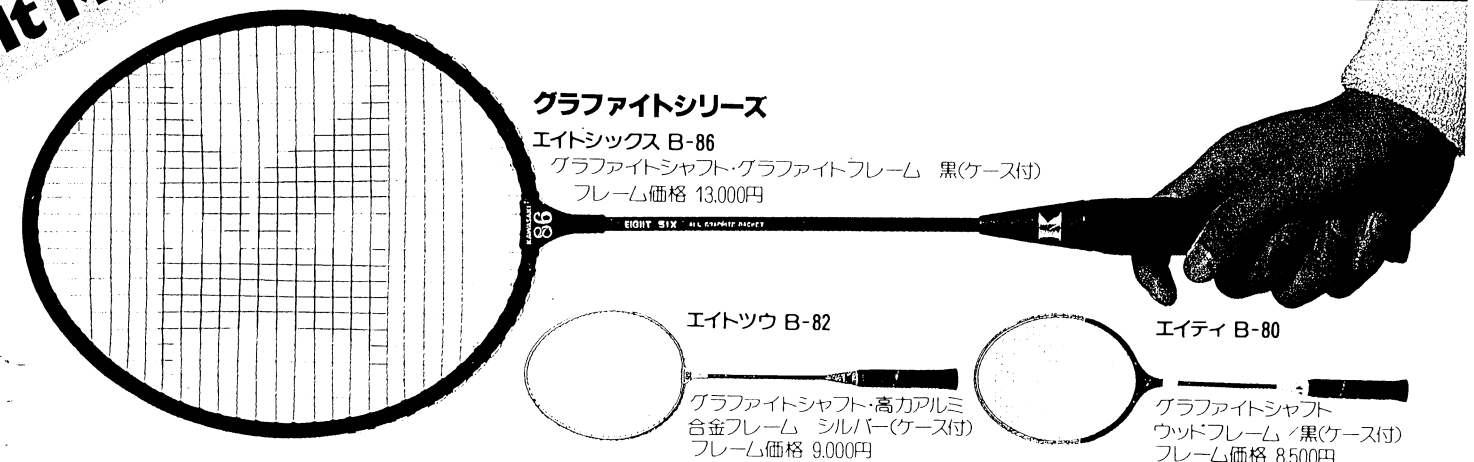 グラファイトシリーズ
エイトシックス B-86
グラファイトシャフト・グラファイトフレーム 黒(ケース付)
フレーム価格 13.000円
KAWASAKI
86
EIGHT SIX ALL GRAPHITE RACKET
K
エイトツウ B-82
グラファイトシャフト・高力アルミ
合金フレーム シルバー(ケース付)
フレーム価格 9.000円
エイティ B-80
グラファイトシャフト
ウッドフレーム /黒(ケース付)
フレーム価格 8.500円